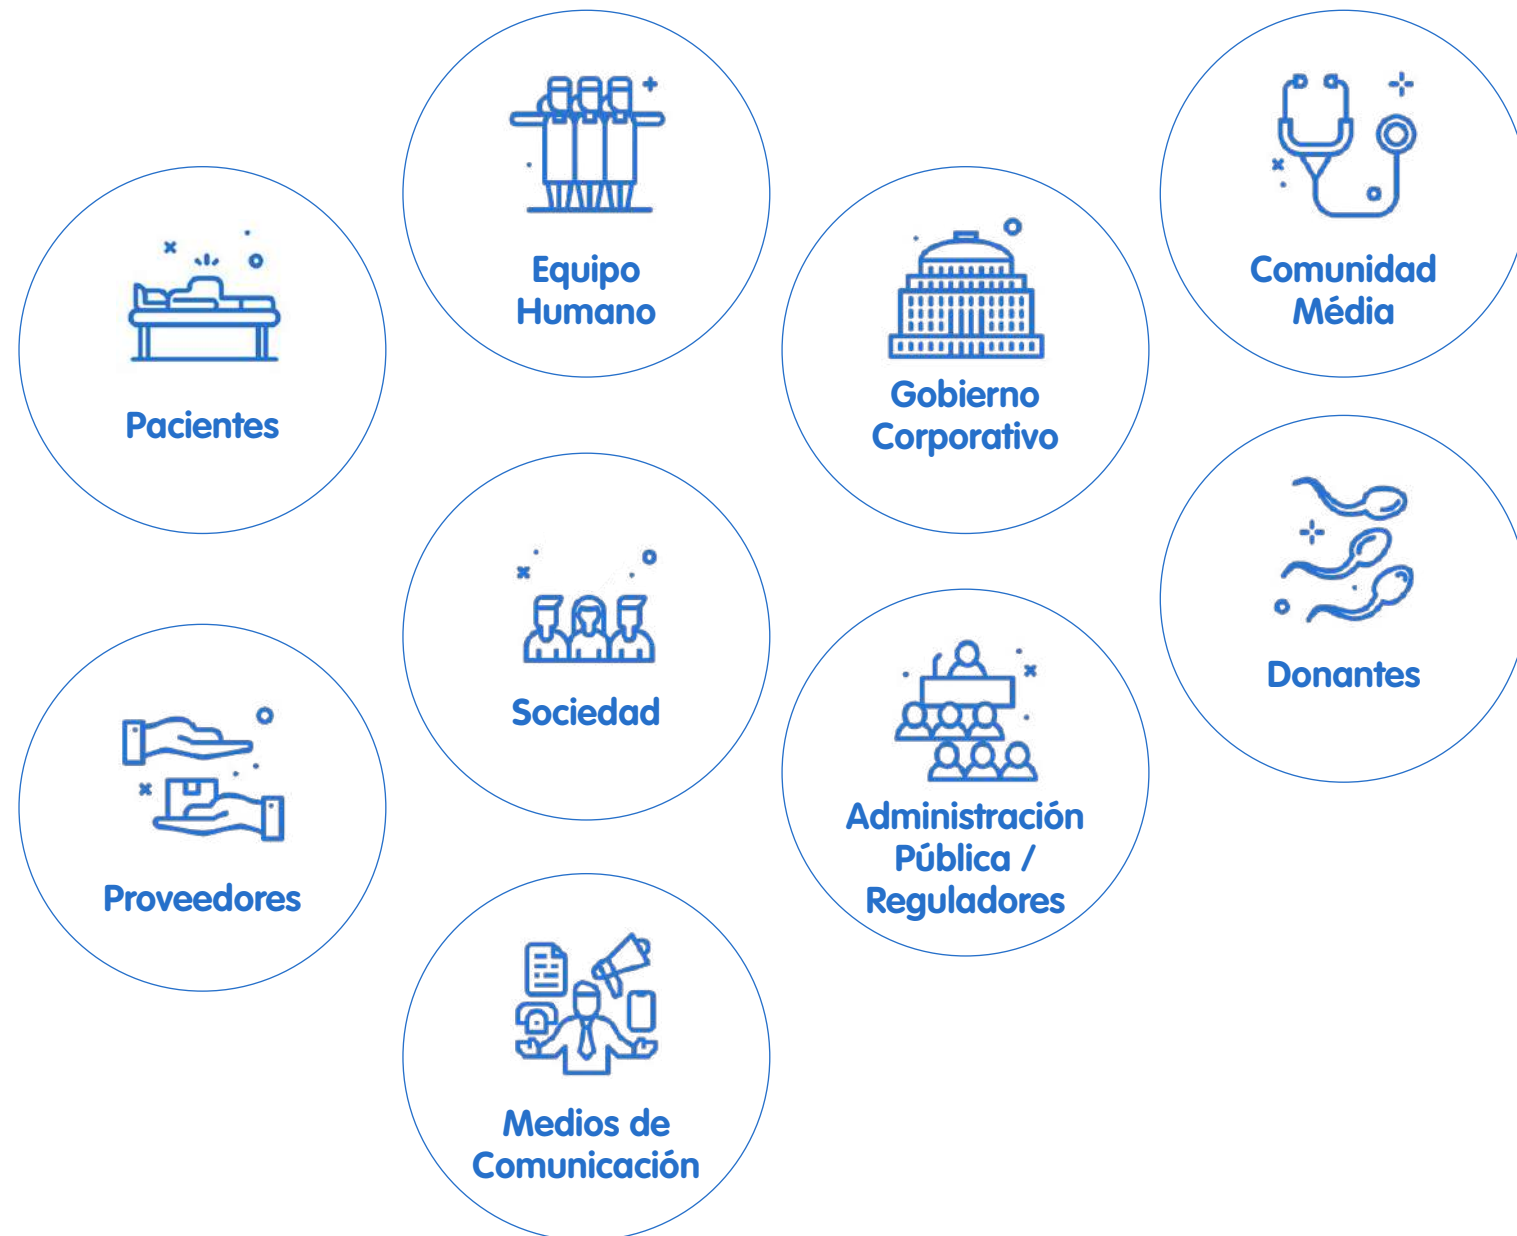 Equipo
Humano
Comunidad
Média
Pacientes
Gobierno
Corporativo
Sociedad
Donantes
Proveedores
Administración
Pública /
Reguladores
Medios de
Comunicación